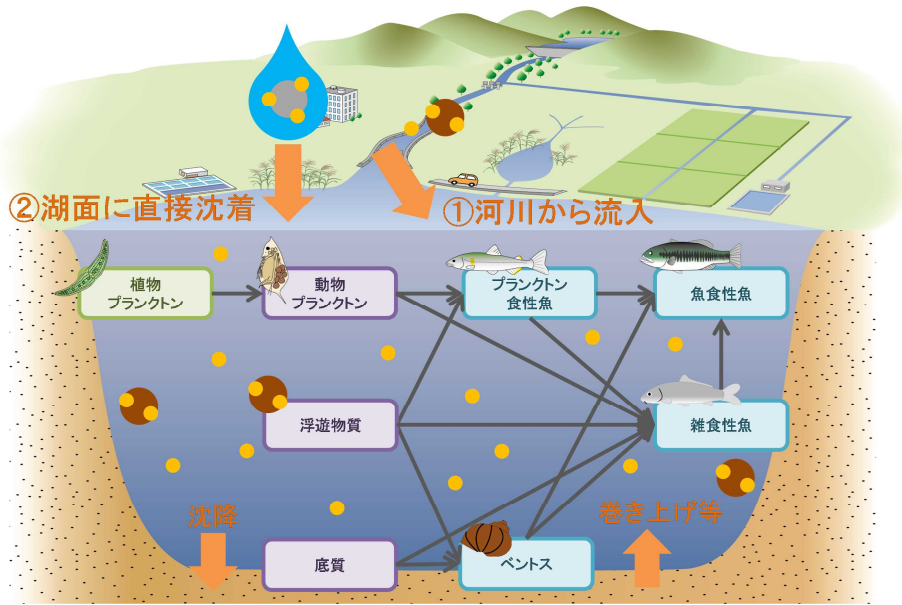 ②湖面に直接沈着
①河川から流入
植物
プランクトン
動物
プランクトン
プランクトン
食性魚
魚食性魚
浮遊物質
雑食性魚
沈降
巻き上げ等
底質
ベントス